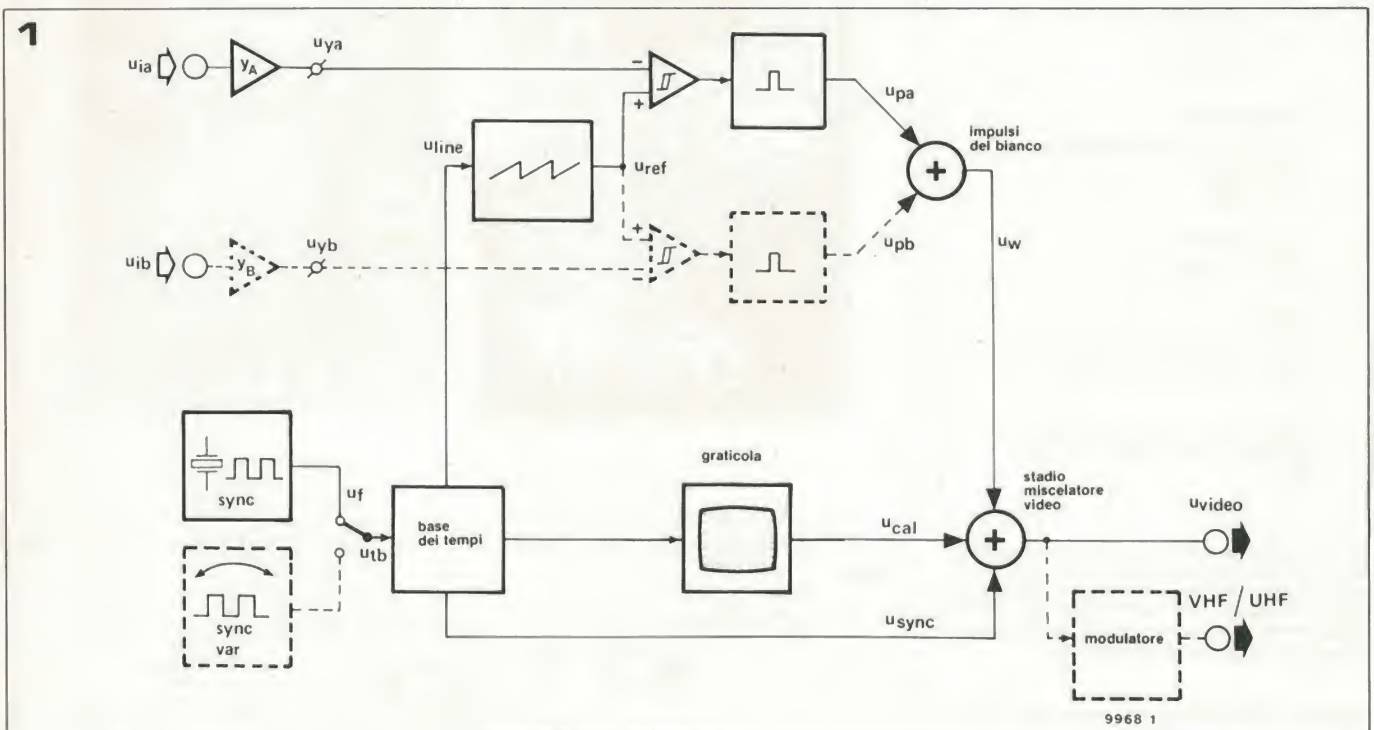 1
uia
yA
uya
−
+
upa
impulsi
del bianco
+
uline
uref
uib
yB
uyb
+
−
upb
uw
sync
uf
utb
base
dei tempi
graticola
ucal
stadio
miscelatore
video
+
uvideo
sync
var
usync
modulatore
VHF / UHF
9968 1